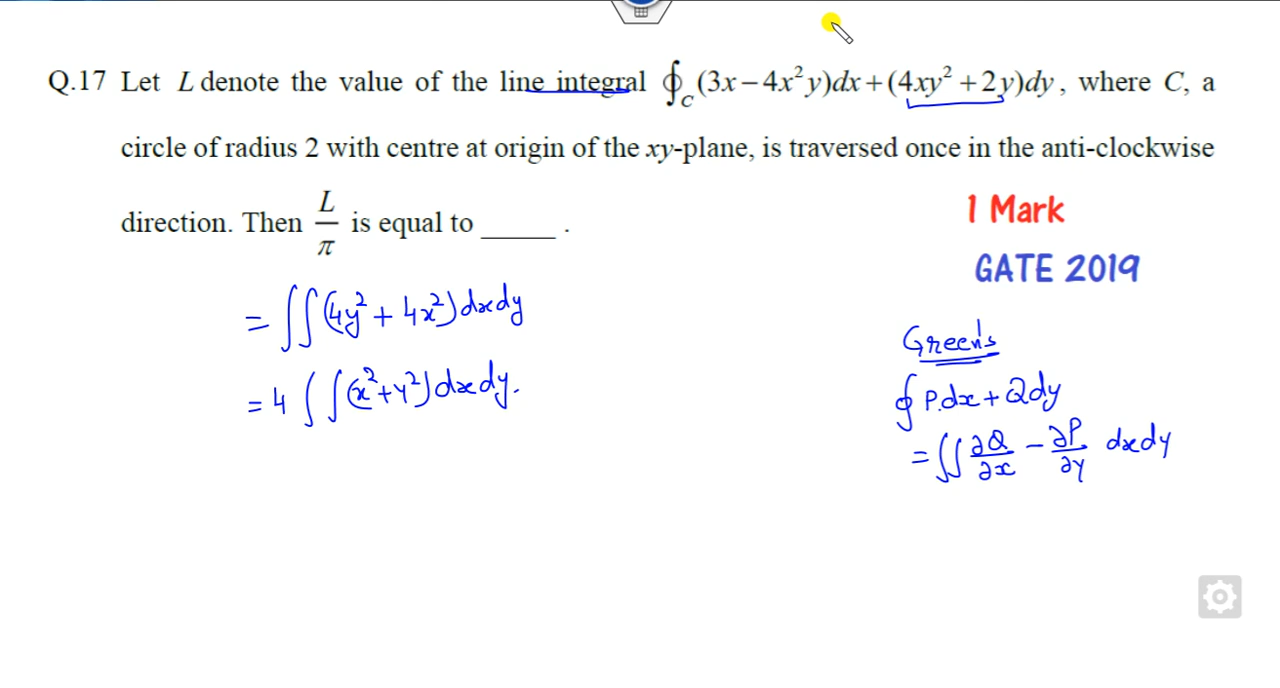 Q.17 Let L denote the value of the line integral ∮_C (3x − 4x²y)dx + (4xy² + 2y)dy, where C, a
circle of radius 2 with centre at origin of the xy-plane, is traversed once in the anti-clockwise
direction. Then L/π is equal to _____ .
1 Mark
GATE 2019
= ∫∫(4y² + 4x²)dxdy
= 4 ∫∫(x² + y²)dxdy.
Green's
∮ P.dx + Qdy
= ∫∫ ∂Q/∂x − ∂P/∂y dxdy